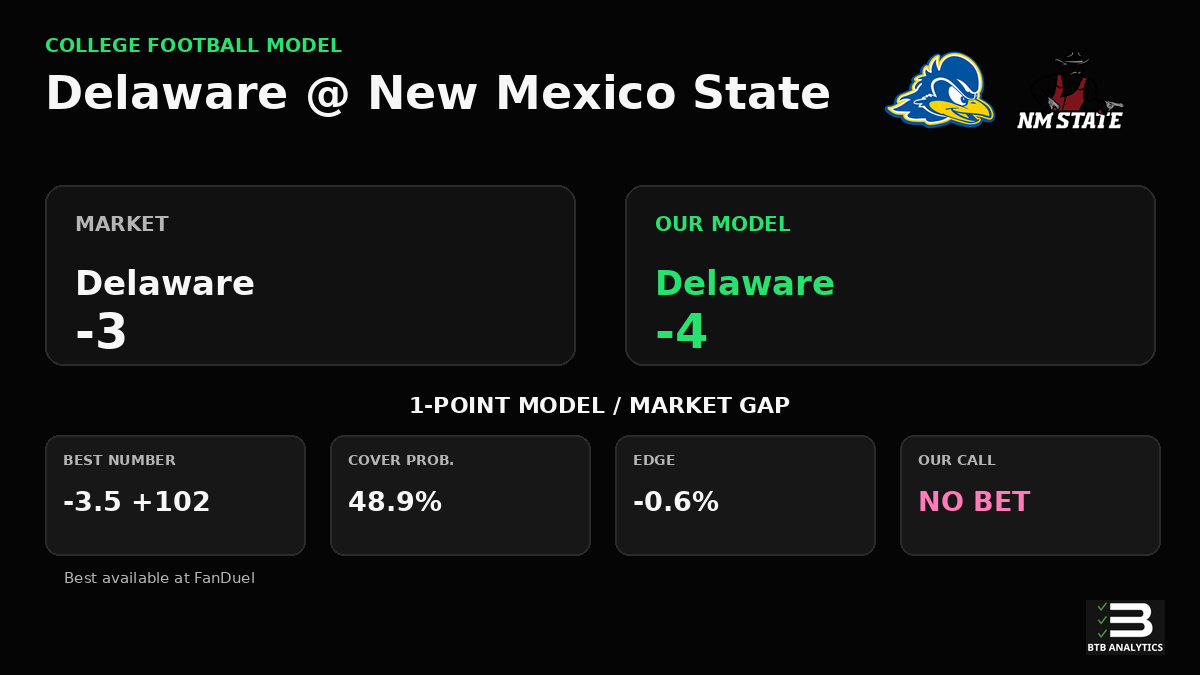 COLLEGE FOOTBALL MODEL
Delaware @ New Mexico State
NM STATE
MARKET
Delaware
-3
OUR MODEL
Delaware
-4
1-POINT MODEL / MARKET GAP
BEST NUMBER
-3.5 +102
COVER PROB.
48.9%
EDGE
-0.6%
OUR CALL
NO BET
Best available at FanDuel
B
BTB ANALYTICS